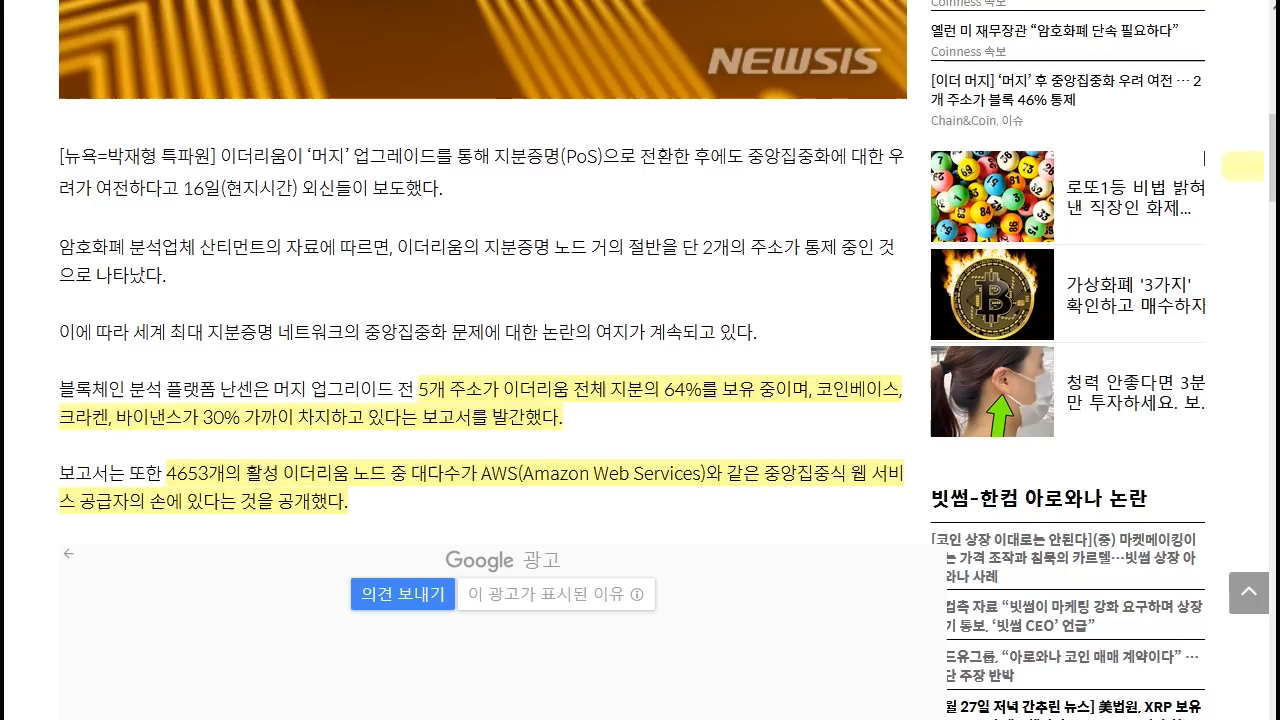 NEWSIS
[뉴욕=박재형 특파원] 이더리움이 ‘머지’ 업그레이드를 통해 지분증명(PoS)으로 전환한 후에도 중앙집중화에 대한 우
려가 여전하다고 16일(현지시간) 외신들이 보도했다.
암호화폐 분석업체 산티먼트의 자료에 따르면, 이더리움의 지분증명 노드 거의 절반을 단 2개의 주소가 통제 중인 것
으로 나타났다.
이에 따라 세계 최대 지분증명 네트워크의 중앙집중화 문제에 대한 논란의 여지가 계속되고 있다.
블록체인 분석 플랫폼 난센은 머지 업그리이드 전 5개 주소가 이더리움 전체 지분의 64%를 보유 중이며, 코인베이스,
크라켄, 바이낸스가 30% 가까이 차지하고 있다는 보고서를 발간했다.
보고서는 또한 4653개의 활성 이더리움 노드 중 대다수가 AWS(Amazon Web Services)와 같은 중앙집중식 웹 서비
스 공급자의 손에 있다는 것을 공개했다.
Google 광고
의견 보내기
이 광고가 표시된 이유
Coinness 속보
옐런 미 재무장관 “암호화폐 단속 필요하다”
Coinness 속보
[이더 머지] ‘머지’ 후 중앙집중화 우려 여전 … 2
개 주소가 블록 46% 통제
Chain&Coin, 이슈
로또1등 비법 밝혀
낸 직장인 화제...
가상화폐 '3가지'
확인하고 매수하자
청력 안좋다면 3분
만 투자하세요. 보.
빗썸-한컴 아로와나 논란
[코인 상장 이대로는 안된다](중) 마켓메이킹이
는 가격 조작과 침묵의 카르텔…빗썸 상장 아
와나 사례
컴측 자료 “빗썸이 마케팅 강화 요구하며 상장
기 통보, ‘빗썸 CEO’ 언급”
드유그룹, “아로와나 코인 매매 계약이다” …
단 주장 반박
월 27일 저녁 간추린 뉴스] 美법원, XRP 보유